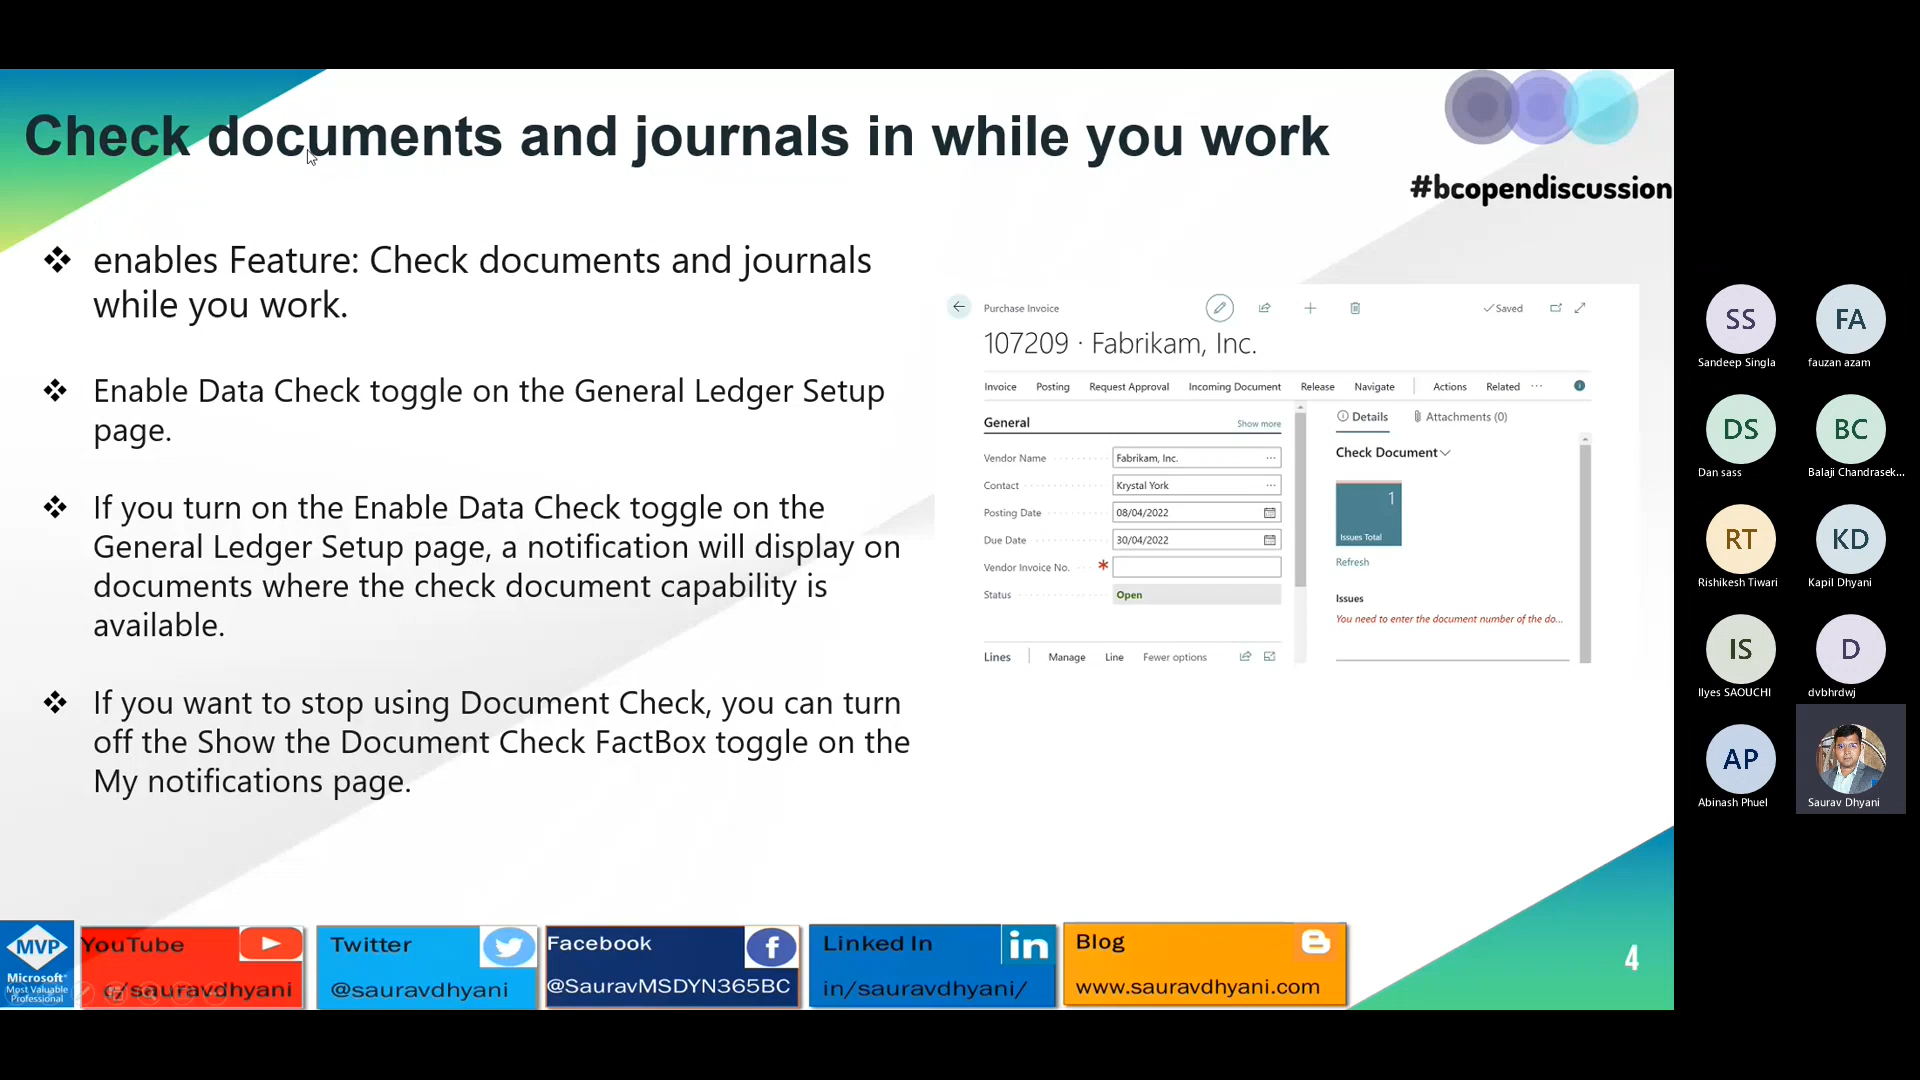 Check documents and journals in while you work
#bcopendiscussion
❖ enables Feature: Check documents and journals
while you work.
❖ Enable Data Check toggle on the General Ledger Setup
page.
❖ If you turn on the Enable Data Check toggle on the
General Ledger Setup page, a notification will display on
documents where the check document capability is
available.
❖ If you want to stop using Document Check, you can turn
off the Show the Document Check FactBox toggle on the
My notifications page.
Purchase Invoice
Saved
107209 · Fabrikam, Inc.
Invoice Posting Request Approval Incoming Document Release Navigate Actions Related ...
General Show more
Vendor Name Fabrikam, Inc. ...
Contact Krystal York ...
Posting Date 08/04/2022
Due Date 30/04/2022
Vendor Invoice No. *
Status Open
Lines Manage Line Fewer options
Details Attachments (0)
Check Document
1
Issues Total
Refresh
Issues
You need to enter the document number of the do...
SS FA
Sandeep Singla fauzan azam
DS BC
Dan sass Balaji Chandrasek...
RT KD
Rishikesh Tiwari Kapil Dhyani
IS D
Ilyes SAOUCHI dvbhrdwj
AP
Abinash Phuel Saurav Dhyani
MVP
Microsoft®
Most Valuable
Professional
YouTube
c/sauravdhyani
Twitter
@sauravdhyani
Facebook
f
@SauravMSDYN365BC
Linked In
in
in/sauravdhyani/
Blog
www.sauravdhyani.com
4